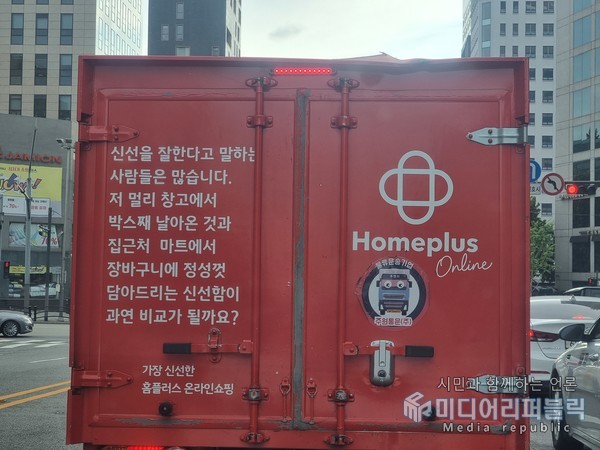 신선을 잘한다고 말하는
사람들은 많습니다.
저 멀리 창고에서
박스째 날아온 것과
집근처 마트에서
장바구니에 정성껏
담아드리는 신선함이
과연 비교가 될까요?
가장 신선한
홈플러스 온라인쇼핑
Homeplus
Online
주원통운(주)
시민과 함께하는 언론
미디어리퍼블릭
Media republic